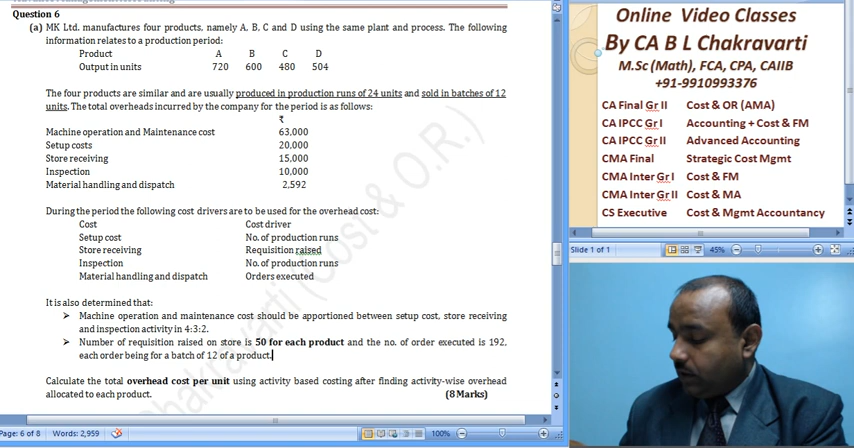 Question 6
(a) MK Ltd. manufactures four products, namely A, B, C and D using the same plant and process. The following
information relates to a production period:
Product A B C D
Output in units 720 600 480 504
The four products are similar and are usually produced in production runs of 24 units and sold in batches of 12
units. The total overheads incurred by the company for the period is as follows:
₹
Machine operation and Maintenance cost 63,000
Setup costs 20,000
Store receiving 15,000
Inspection 10,000
Material handling and dispatch 2,592
During the period the following cost drivers are to be used for the overhead cost:
Cost Cost driver
Setup cost No. of production runs
Store receiving Requisition raised
Inspection No. of production runs
Material handling and dispatch Orders executed
It is also determined that:
➢ Machine operation and maintenance cost should be apportioned between setup cost, store receiving
and inspection activity in 4:3:2.
➢ Number of requisition raised on store is 50 for each product and the no. of order executed is 192,
each order being for a batch of 12 of a product.
Calculate the total overhead cost per unit using activity based costing after finding activity-wise overhead
allocated to each product. (8 Marks)
Chakravarti (Cost & O.R.)
Page: 6 of 8 Words: 2,959 100%
Online Video Classes
By CA B L Chakravarti
M.Sc (Math), FCA, CPA, CAIIB
+91-9910993376
CA Final Gr II Cost & OR (AMA)
CA IPCC Gr I Accounting + Cost & FM
CA IPCC Gr II Advanced Accounting
CMA Final Strategic Cost Mgmt
CMA Inter Gr I Cost & FM
CMA Inter Gr II Cost & MA
CS Executive Cost & Mgmt Accountancy
Slide 1 of 1 45%